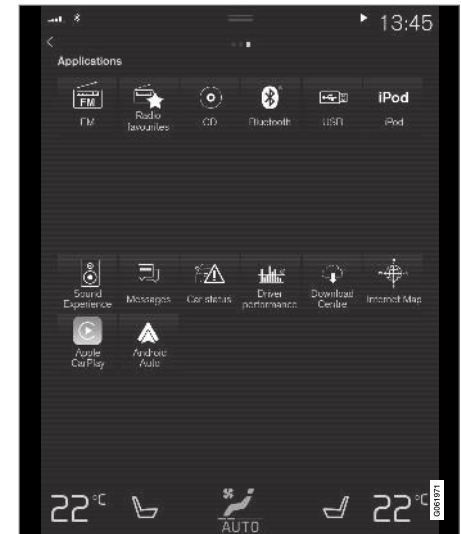 13:45
Applications
FM
iPod
FM
Radio
favourites
CD
Bluetooth
USB
iPod
Sound
Experience
Messages
Car status
Driver
performance
Download
Centre
Internet Map
Apple
CarPlay
Android
Auto
22°C
AUTO
22°C
G061971